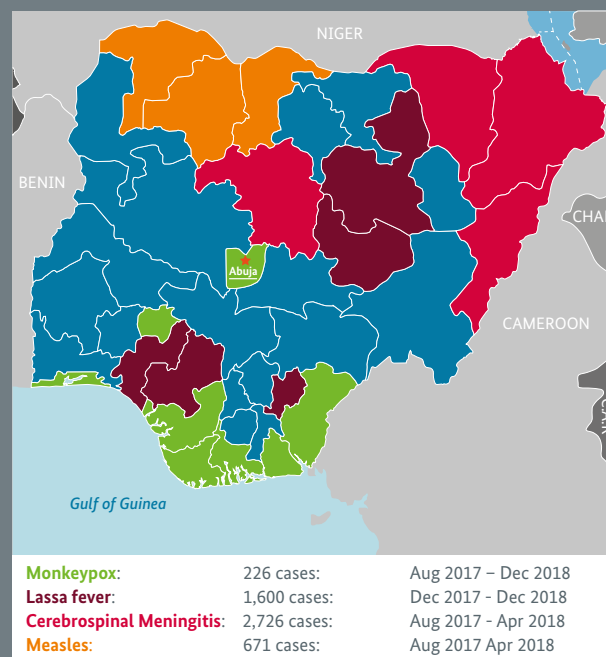 NIGER
BENIN
Abuja
CHA
CAMEROON
CAR
Gulf of Guinea
Monkeypox: 226 cases: Aug 2017 – Dec 2018
Lassa fever: 1,600 cases: Dec 2017 - Dec 2018
Cerebrospinal Meningitis: 2,726 cases: Aug 2017 - Apr 2018
Measles: 671 cases: Aug 2017 Apr 2018